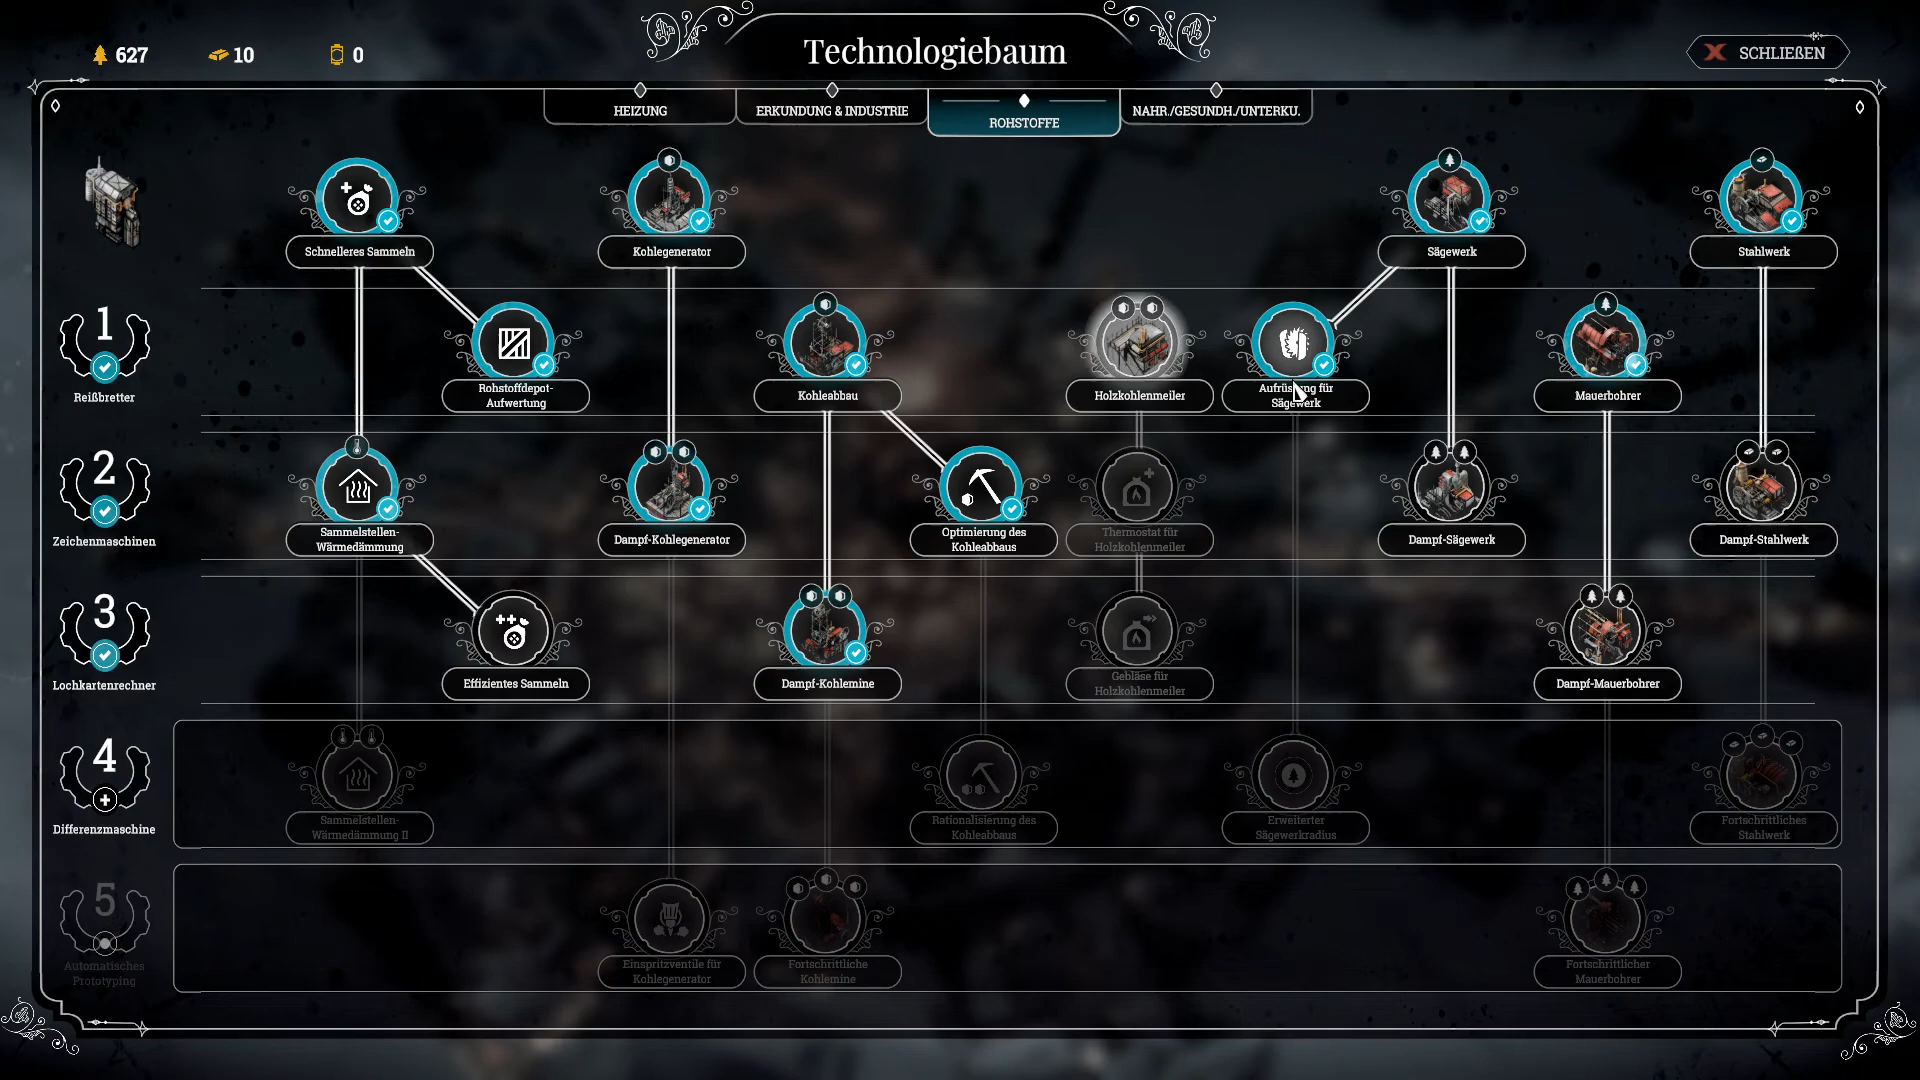 Technologiebaum
627
10
0
SCHLIEẞEN
HEIZUNG
ERKUNDUNG & INDUSTRIE
ROHSTOFFE
NAHR./GESUNDH./UNTERKU.
Schnelleres Sammeln
Kohlegenerator
Sägewerk
Stahlwerk
1
Reißbretter
Rohstoffdepot-
Aufwertung
Kohleabbau
Holzkohlenmeiler
Aufrüstung für
Sägewerk
Mauerbohrer
2
Zeichenmaschinen
Sammelstellen-
Wärmedämmung
Dampf-Kohlegenerator
Optimierung des
Kohleabbaus
Thermostat für
Holzkohlenmeiler
Dampf-Sägewerk
Dampf-Stahlwerk
3
Lochkartenrechner
Effizientes Sammeln
Dampf-Kohlemine
Gebläse für
Holzkohlenmeiler
Dampf-Mauerbohrer
4
Differenzmaschine
Sammelstellen-
Wärmedämmung II
Rationalisierung des
Kohleabbaus
Erweiterter
Sägewerkradius
Fortschrittliches
Stahlwerk
5
Automatisches
Prototyping
Einspritzventile für
Kohlegenerator
Fortschrittliche
Kohlemine
Fortschrittlicher
Mauerbohrer